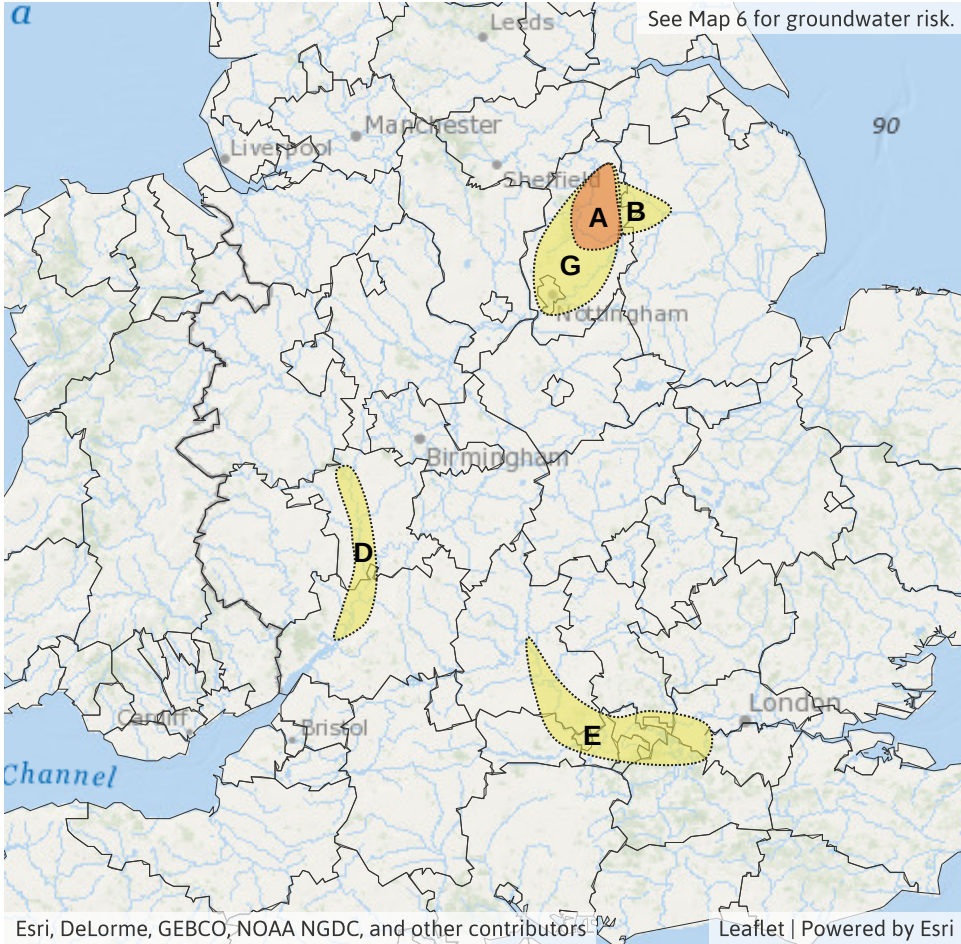 a
Leeds
See Map 6 for groundwater risk.
Manchester
90
Liverpool
Sheffield
A
B
G
Nottingham
Birmingham
D
London
Cardiff
Bristol
E
Channel
Esri, DeLorme, GEBCO, NOAA NGDC, and other contributors
Leaflet | Powered by Esri